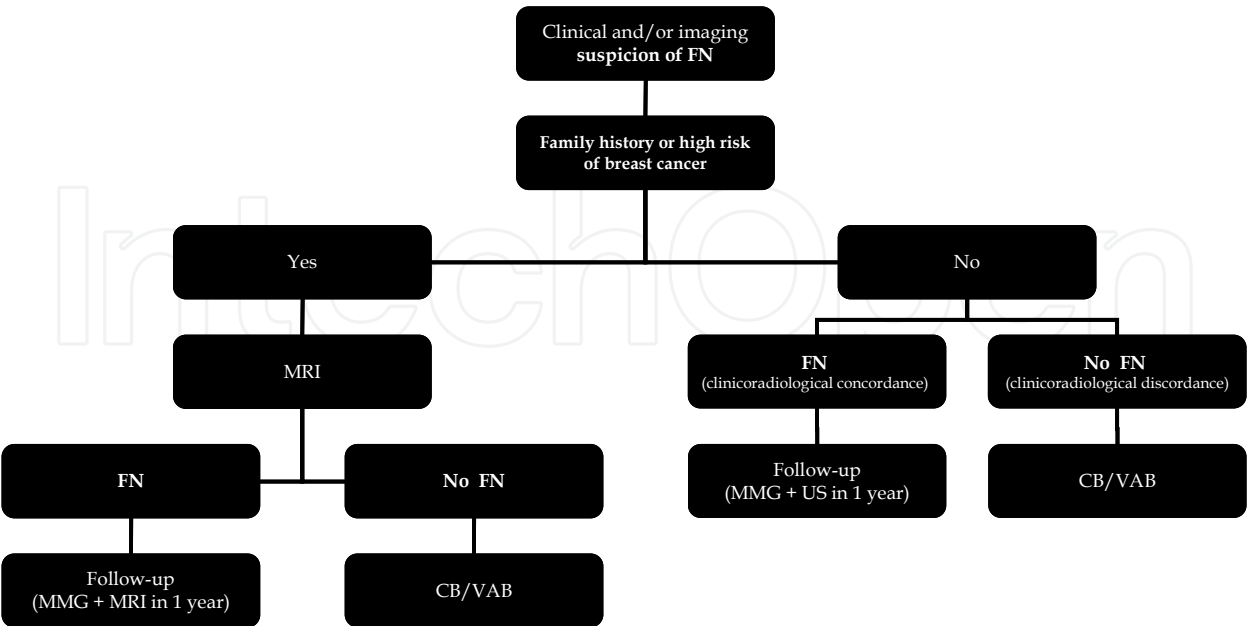 Clinical and/or imaging
suspicion of FN
Family history or high risk
of breast cancer
Yes
No
MRI
FN
(clinicoradiological concordance)
No FN
(clinicoradiological discordance)
FN
No FN
Follow-up
(MMG + US in 1 year)
CB/VAB
Follow-up
(MMG + MRI in 1 year)
CB/VAB
IntechOpen